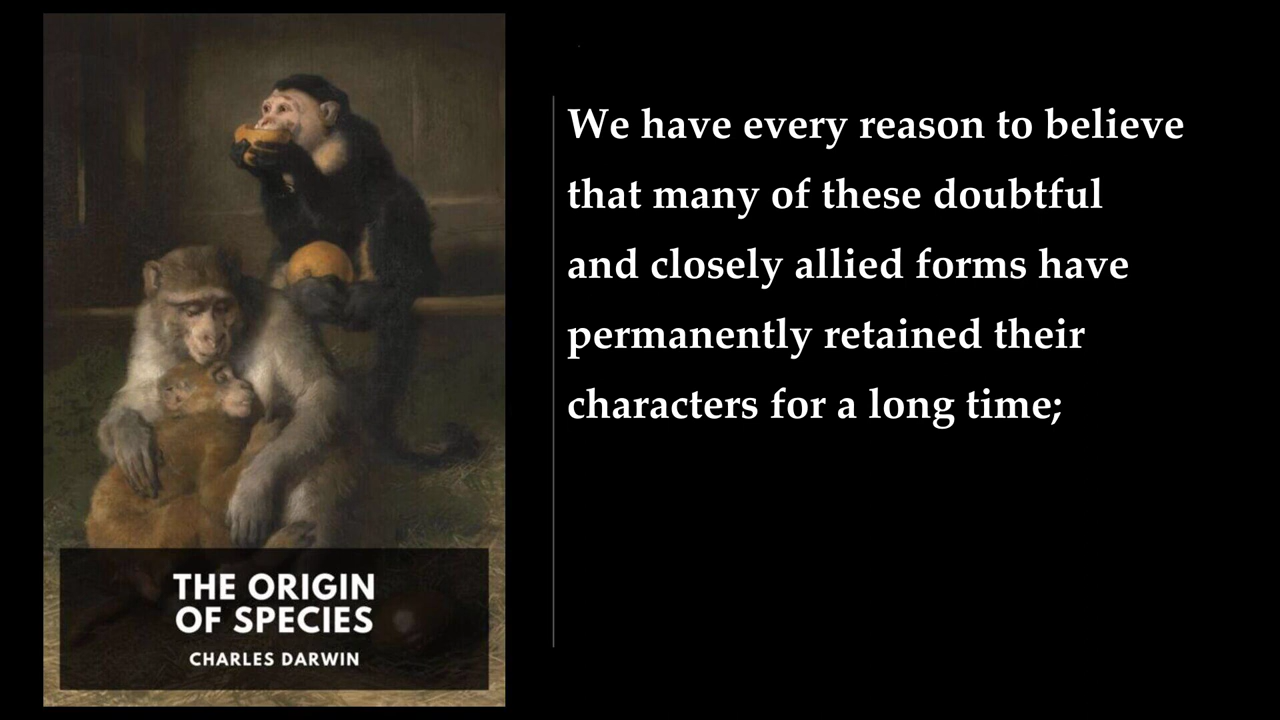 We have every reason to believe
that many of these doubtful
and closely allied forms have
permanently retained their
characters for a long time;
THE ORIGIN
OF SPECIES
CHARLES DARWIN